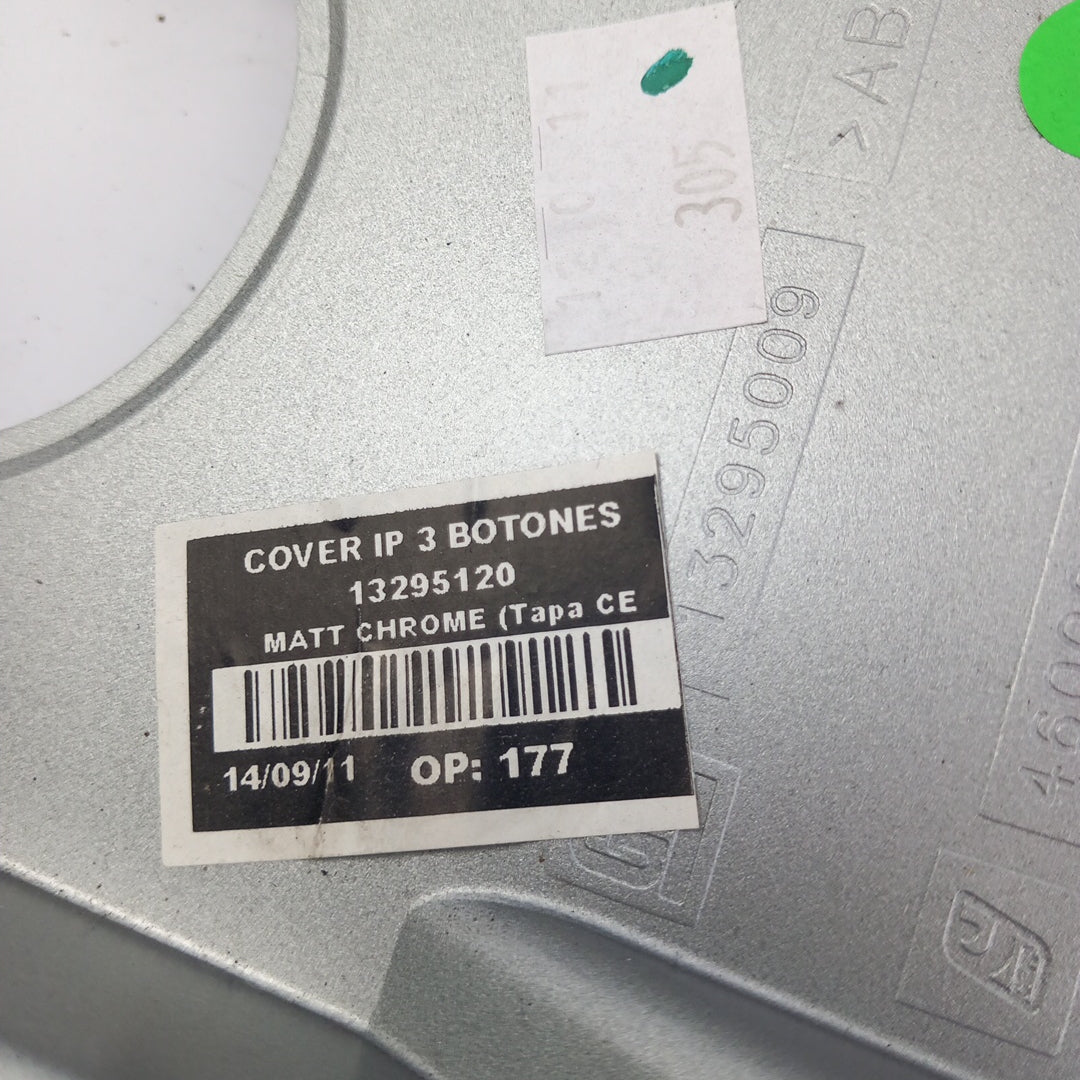 305
>AB
13295009
COVER IP 3 BOTONES
13295120
MATT CHROME (Tapa CE
14/09/11
OP: 177